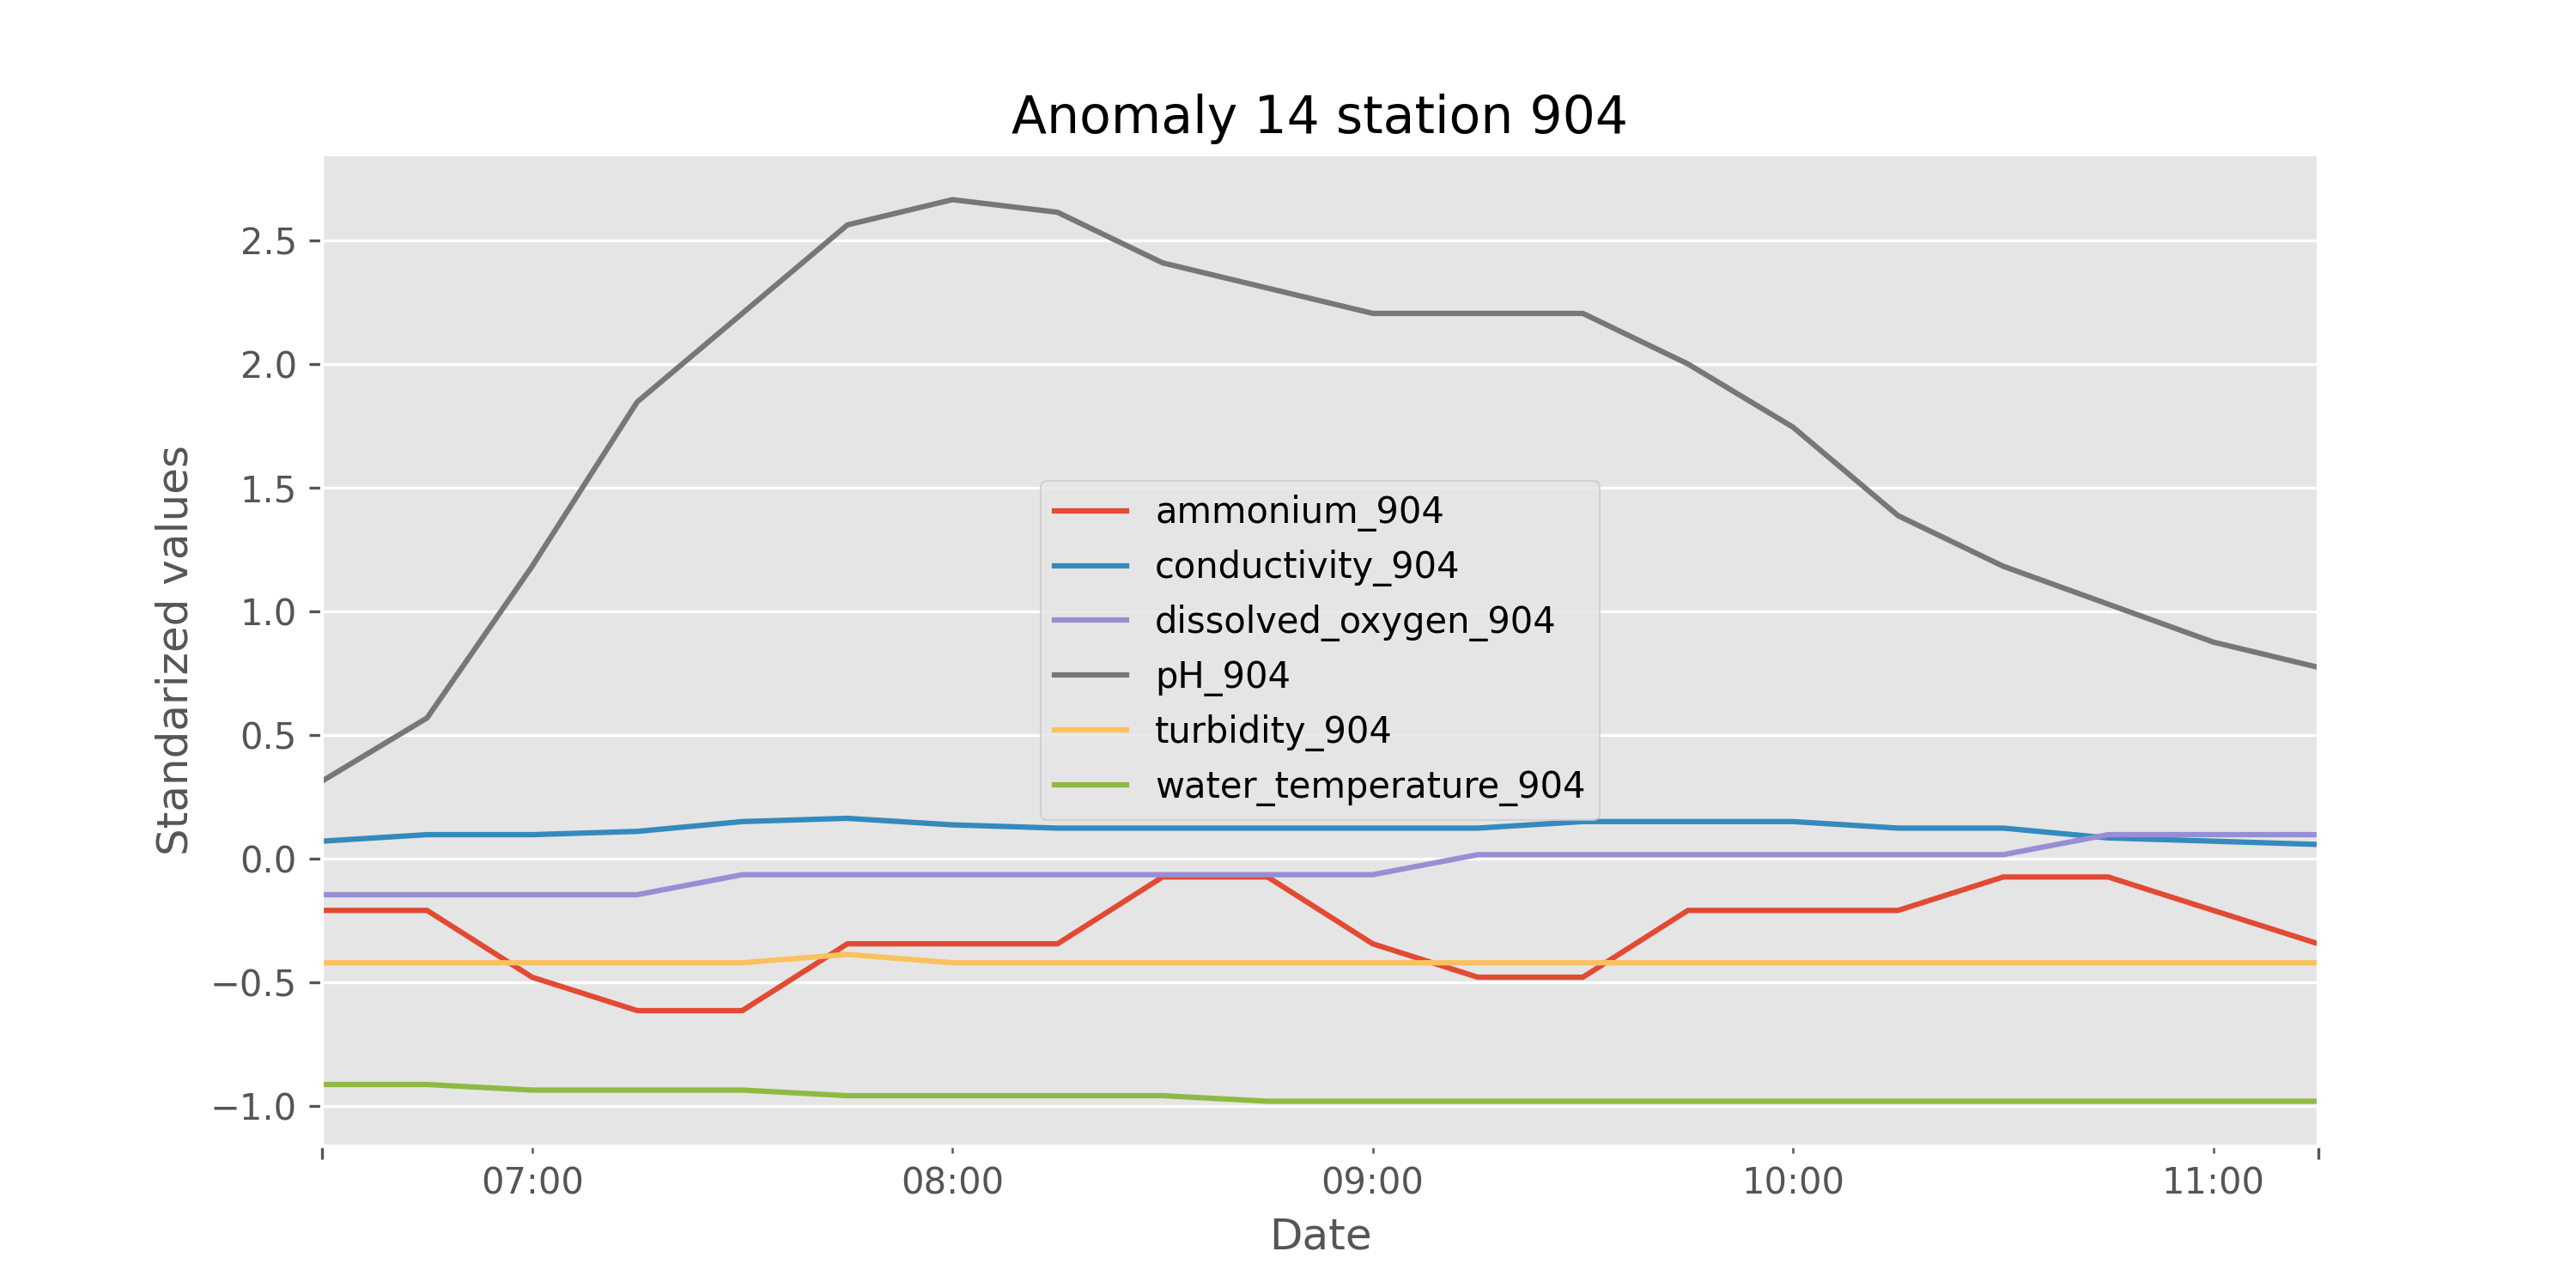 Anomaly 14 station 904
Standarized values
2.5
2.0
1.5
1.0
0.5
0.0
−0.5
−1.0
ammonium_904
conductivity_904
dissolved_oxygen_904
pH_904
turbidity_904
water_temperature_904
07:00 08:00 09:00 10:00 11:00
Date